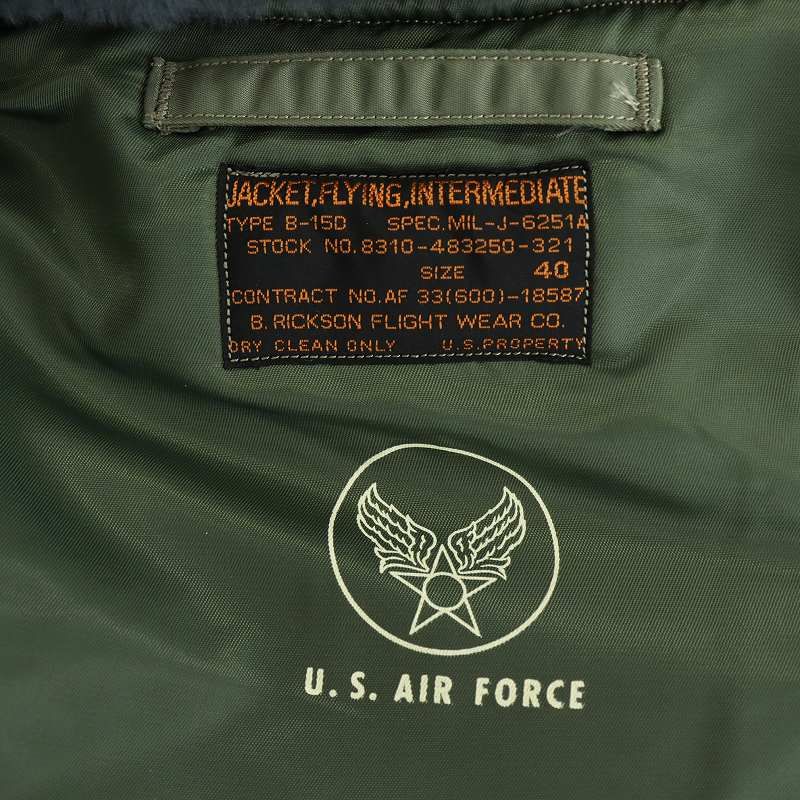 JACKET,FLYING,INTERMEDIATE
TYPE B-15D SPEC.MIL-J-6251A
STOCK NO.8310-483250-321
SIZE 40
CONTRACT NO.AF 33(600)-18587
B. RICKSON FLIGHT WEAR CO.
DRY CLEAN ONLY U.S.PROPERTY
U. S. AIR FORCE